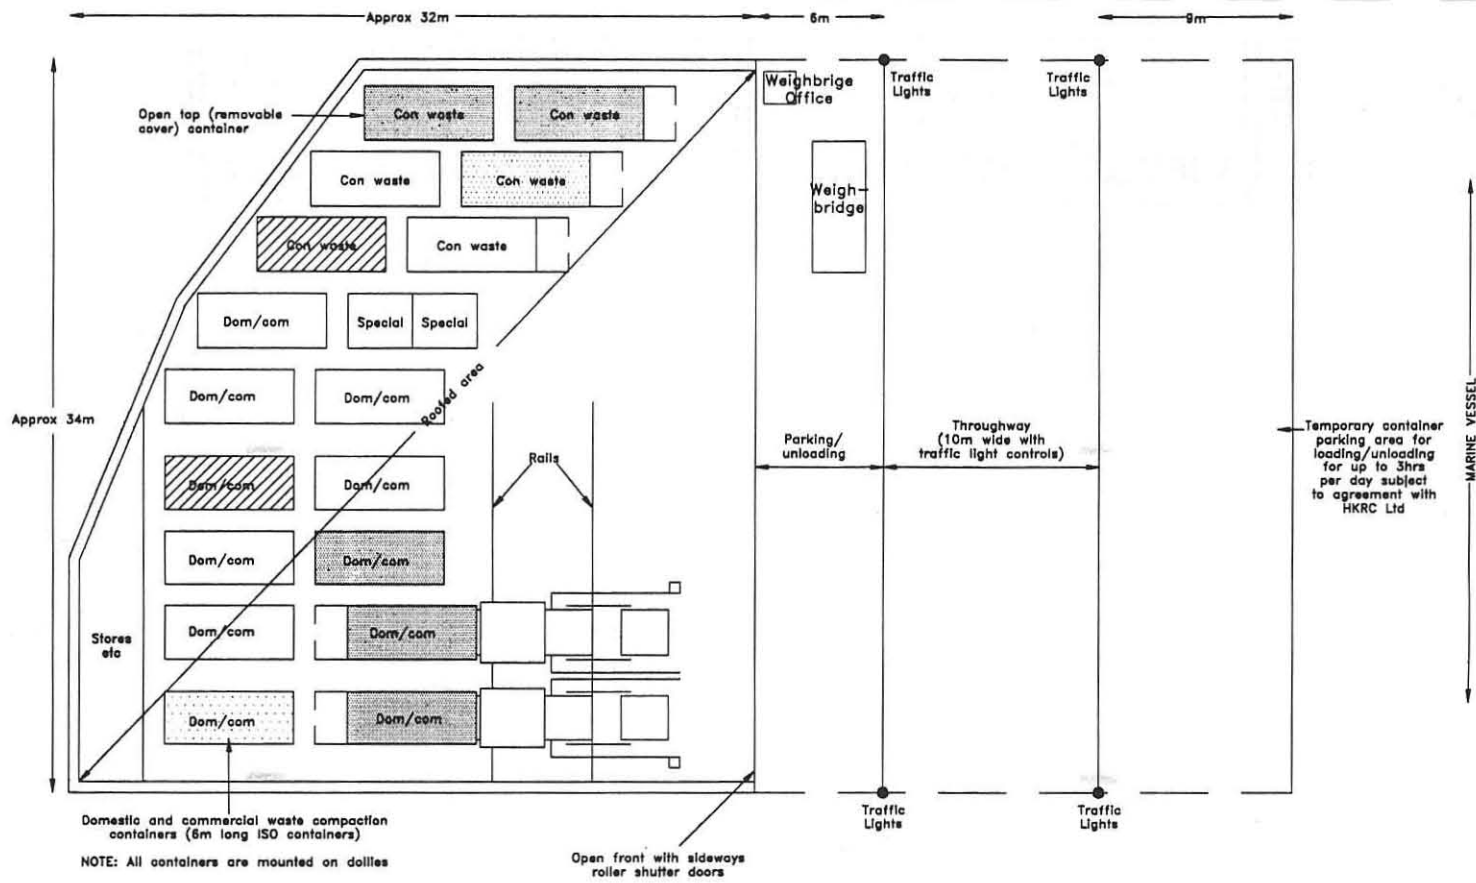 Approx 32m
6m
9m
Weighbrige
Office
Traffic
Lights
Traffic
Lights
Open top (removable
cover) container
Con waste
Con waste
Con waste
Con waste
Weigh-
bridge
Con waste
Con waste
Dom/com
Special
Special
Roofed area
Dom/com
Dom/com
Approx 34m
MARINE VESSEL
Parking/
unloading
Throughway
(10m wide with
traffic light controls)
Temporary container
parking area for
loading/unloading
for up to 3hrs
per day subject
to agreement with
HKRC Ltd
Rails
Dom/com
Dom/com
Dom/com
Dom/com
Stores
etc
Dom/com
Dom/com
Dom/com
Dom/com
Traffic
Lights
Traffic
Lights
Domestic and commercial waste compaction
containers (6m long ISO containers)
NOTE: All containers are mounted on dollies
Open front with sideways
roller shutter doors